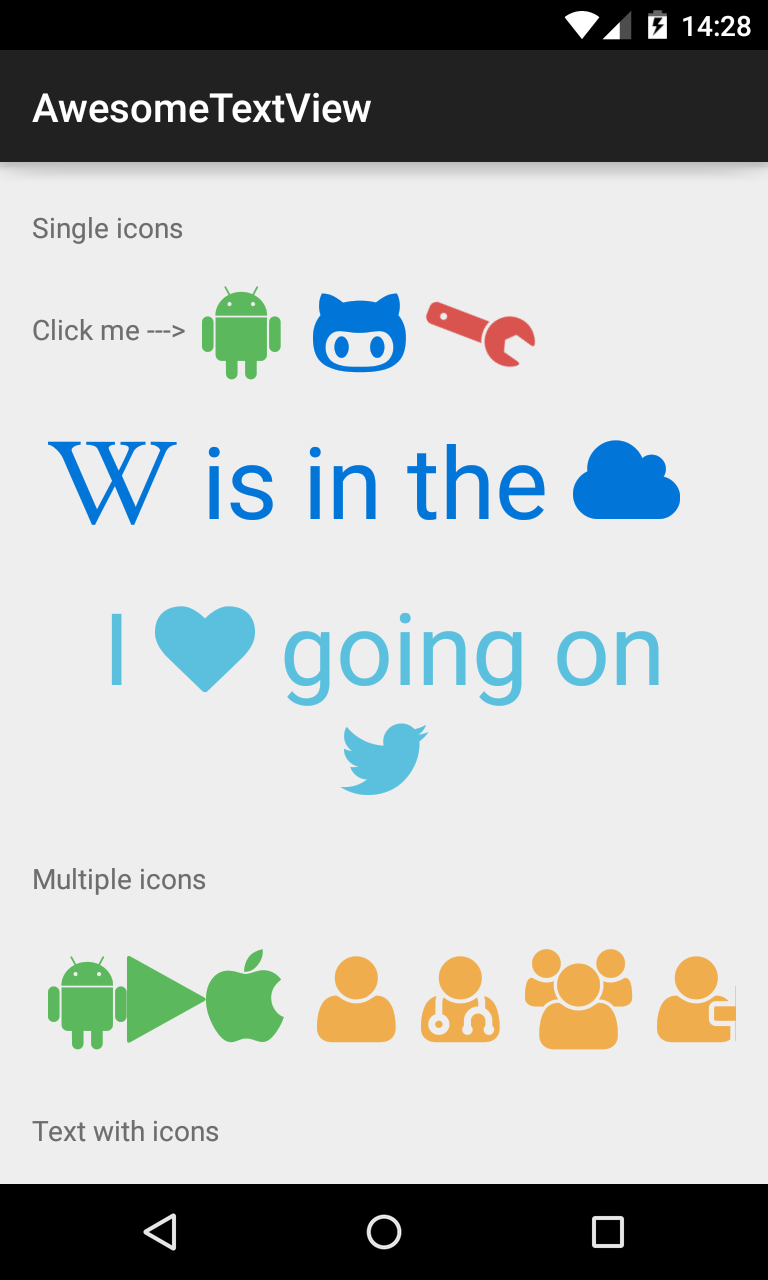 14:28
AwesomeTextView
Single icons
Click me --->
W is in the
I going on
Multiple icons
Text with icons